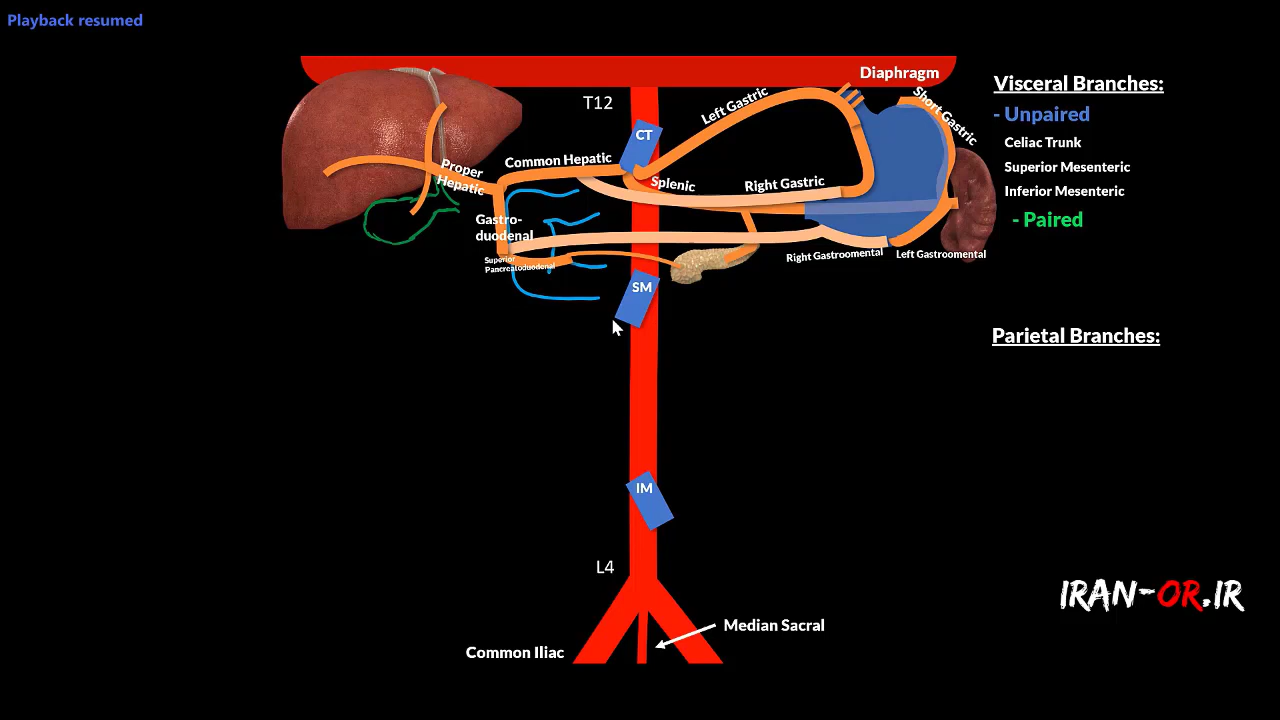 Playback resumed
Diaphragm
Visceral Branches:
T12
Left Gastric
Short Gastric
- Unpaired
CT
Celiac Trunk
Common Hepatic
Superior Mesenteric
Proper
Hepatic
Splenic
Right Gastric
Inferior Mesenteric
Gastro-
duodenal
- Paired
Superior
Pancreatoduodenal
Right Gastroomental
Left Gastroomental
SM
Parietal Branches:
IM
L4
IRAN-OR.IR
Median Sacral
Common Iliac